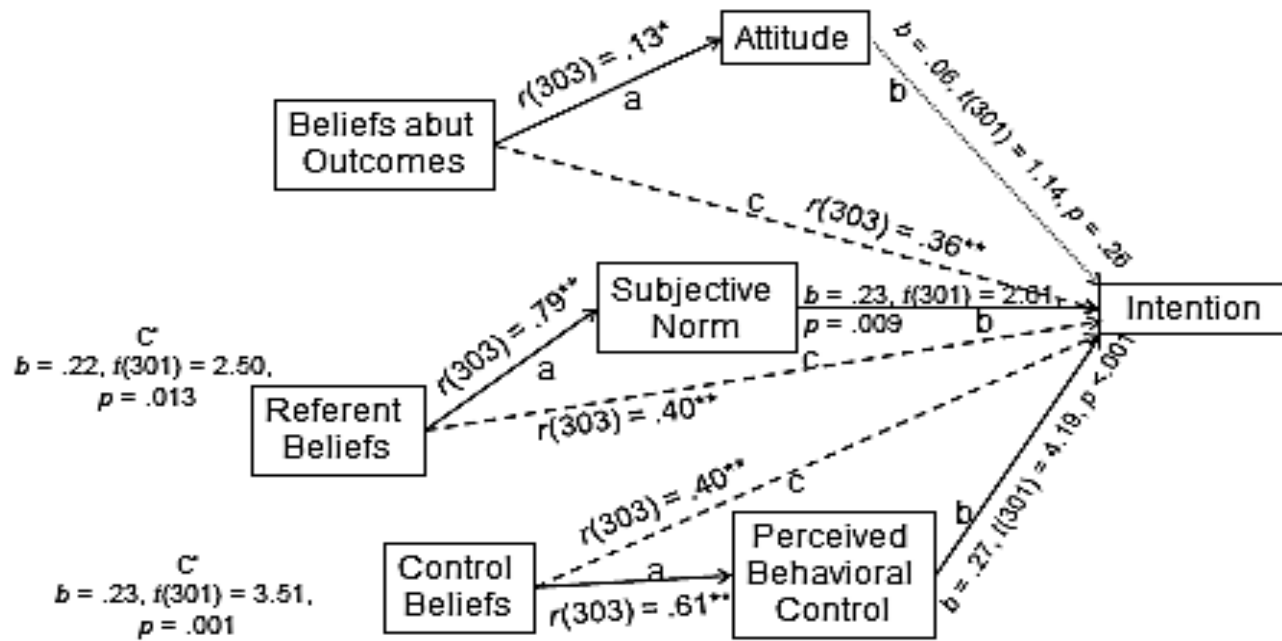 Attitude
r(303) = .13*
a
b = .06, t(301) = 1.14, p = .26
b
Beliefs abut
Outcomes
c
r(303) = .36**
Subjective
Norm
b = .23, t(301) = 2.61,
p = .009
b
Intention
r(303) = .79**
a
C'
b = .22, t(301) = 2.50,
p = .013
Referent
Beliefs
c
r(303) = .40**
r(303) = .40**
c
b
b = .27, t(301) = 4.19, p <.001
Control
Beliefs
a
r(303) = .61**
Perceived
Behavioral
Control
C'
b = .23, t(301) = 3.51,
p = .001